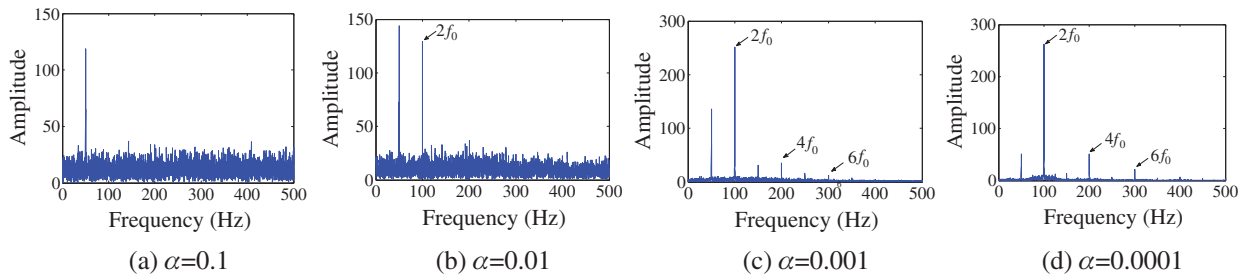 Amplitude
150
100
50
0
0 100 200 300 400 500
Frequency (Hz)
(a) α=0.1
Amplitude
150
100
50
0
2f₀
0 100 200 300 400 500
Frequency (Hz)
(b) α=0.01
Amplitude
300
200
100
0
2f₀
4f₀
6f₀
0 100 200 300 400 500
Frequency (Hz)
(c) α=0.001
Amplitude
300
200
100
0
2f₀
4f₀
6f₀
0 100 200 300 400 500
Frequency (Hz)
(d) α=0.0001